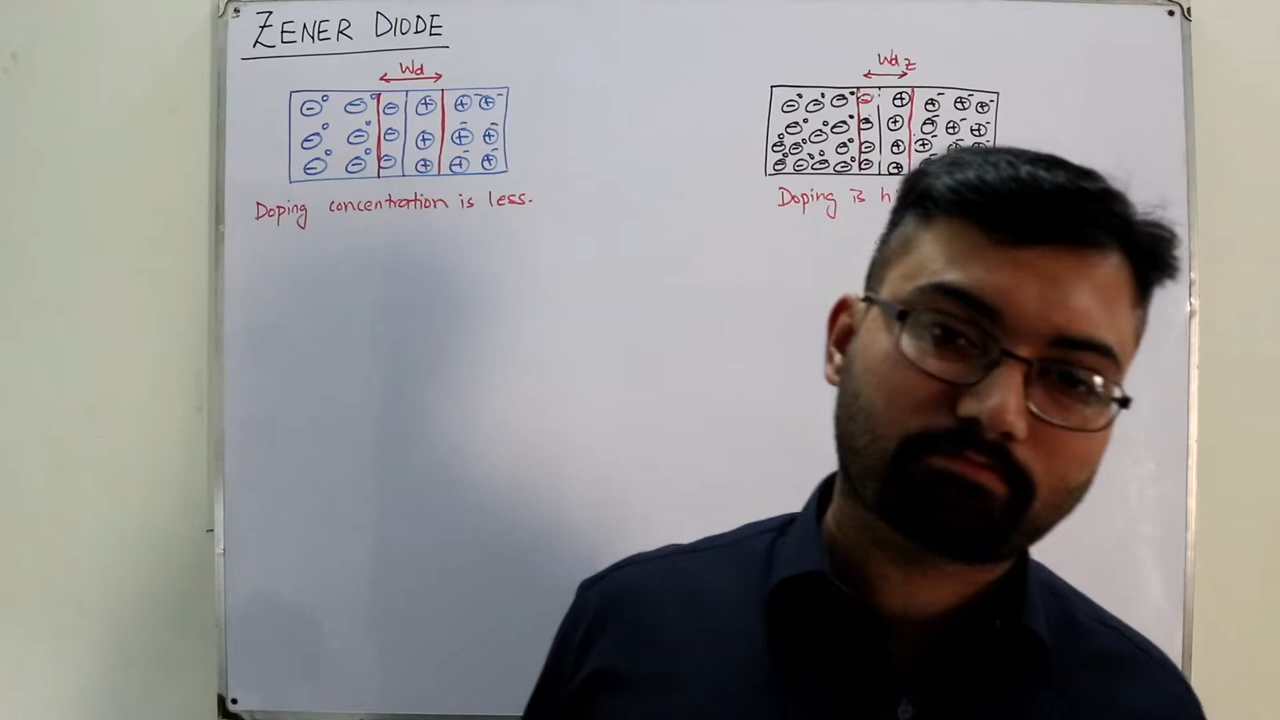 ZENER DIODE
Wd
Wdz
Doping concentration is less.
Doping is